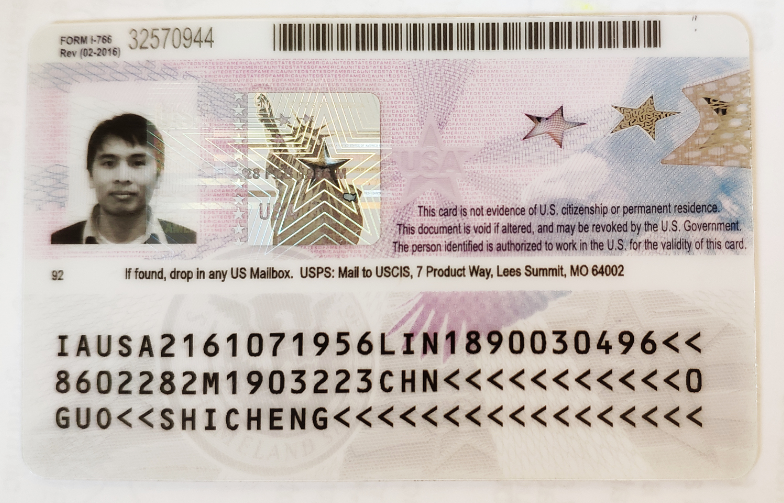 FORM I-766 32570944
Rev (02-2016)
USA
This card is not evidence of U.S. citizenship or permanent residence.
This document is void if altered, and may be revoked by the U.S. Government.
The person identified is authorized to work in the U.S. for the validity of this card.
92 If found, drop in any US Mailbox. USPS: Mail to USCIS, 7 Product Way, Lees Summit, MO 64002
IAUSA2161071956LIN1890030496<<
8602282M1903223CHN<<<<<<<<<<<0
GUO<<SHICHENG<<<<<<<<<<<<<<<<<